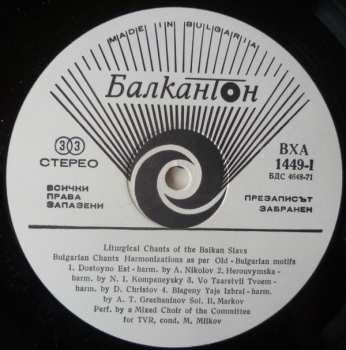 MADE IN BULGARIA
Балкантон
33
СТЕРЕО
ВХА
1449-I
БДС 4648-71
ВСИЧКИ
ПРАВА
ЗАПАЗЕНИ
ПРЕЗАПИСЪТ
ЗАБРАНЕН
Liturgical Chants of the Balkan Slavs
Bulgarian Chants Harmonizations as per Old - Bulgarian motifs
1. Dostoyno Est - harm. by A. Nikolov 2. Herouvymska -
harm. by N. I. Kompaneysky 3. Vo Tzarstvii Tvoem -
harm. by D. Christov 4. Blageny Yaje Izbral - harm.
by A. T. Grechaninov Sol. II. Markov
Perf. by a Mixed Choir of the Committee
for TVR, cond. M. Milkov